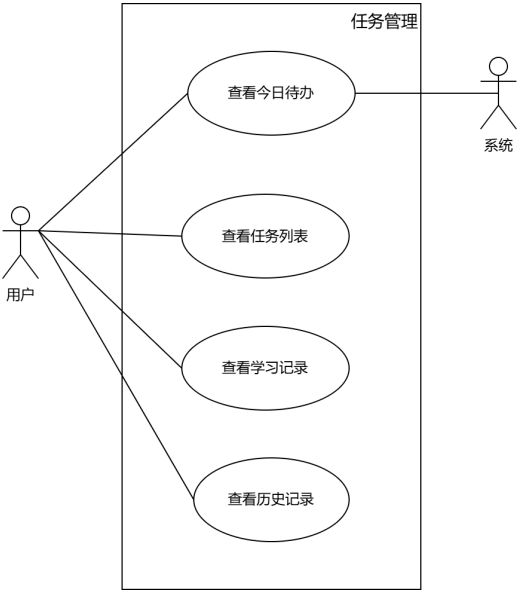 任务管理
查看今日待办
系统
查看任务列表
用户
查看学习记录
查看历史记录